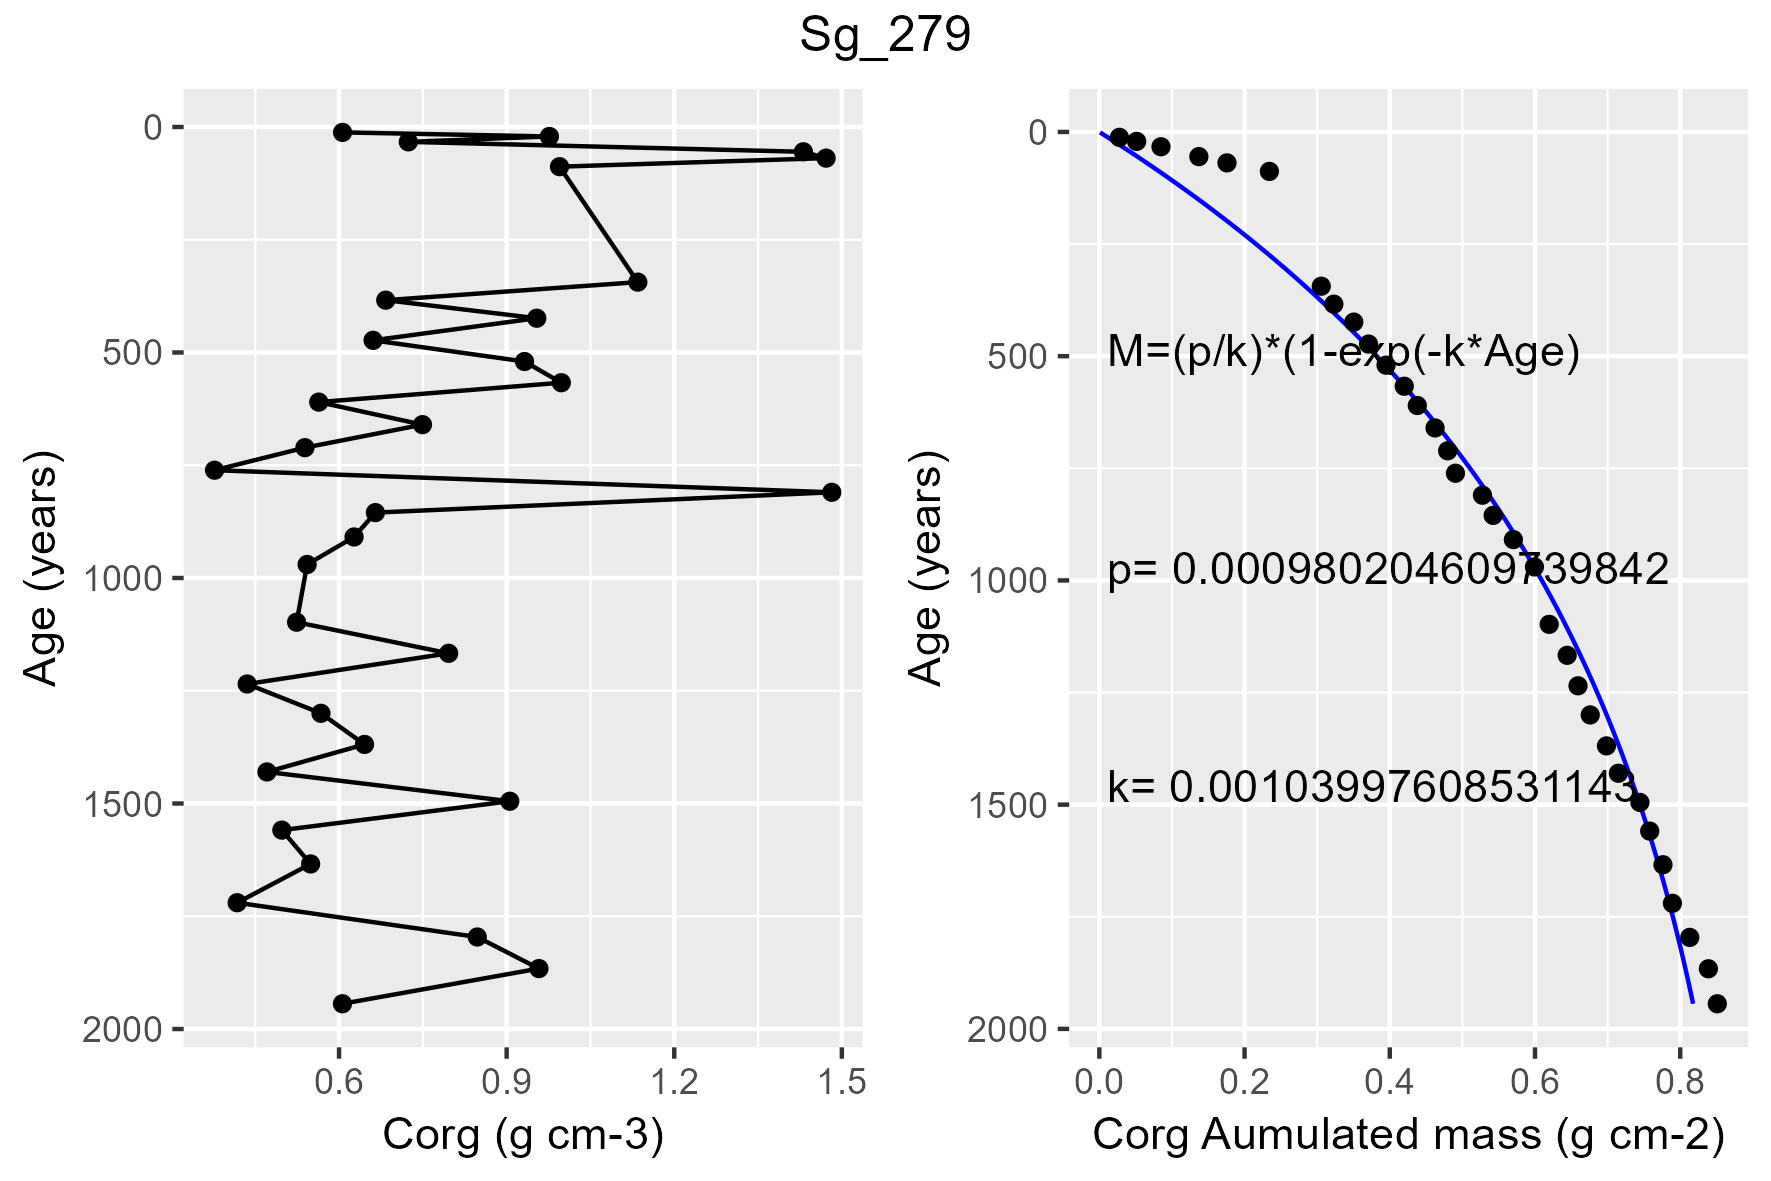 Sg_279
0
500
1000
1500
2000
Age (years)
0.6 0.9 1.2 1.5
Corg (g cm-3)
0
500
1000
1500
2000
Age (years)
M=(p/k)*(1-exp(-k*Age)
p= 0.000980204609739842
k= 0.00103997608531143
0.0 0.2 0.4 0.6 0.8
Corg Aumulated mass (g cm-2)